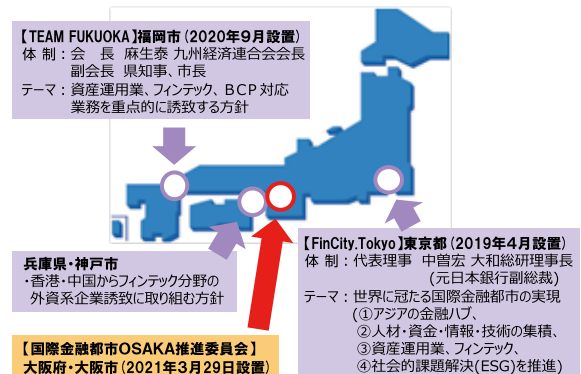 【TEAM FUKUOKA】福岡市(2020年9月設置)
体 制：会 長 麻生泰 九州経済連合会会長
副会長 県知事、市長
テーマ：資産運用業、フィンテック、BCP対応
業務を重点的に誘致する方針
兵庫県・神戸市
・香港・中国からフィンテック分野の
外資系企業誘致に取り組む方針
【国際金融都市OSAKA推進委員会】
大阪府・大阪市(2021年3月29日設置)
【FinCity.Tokyo】東京都(2019年4月設置)
体 制：代表理事 中曽宏 大和総研理事長
(元日本銀行副総裁)
テーマ：世界に冠たる国際金融都市の実現
(①アジアの金融ハブ、
②人材・資金・情報・技術の集積、
③資産運用業、フィンテック、
④社会的課題解決(ESG)を推進)